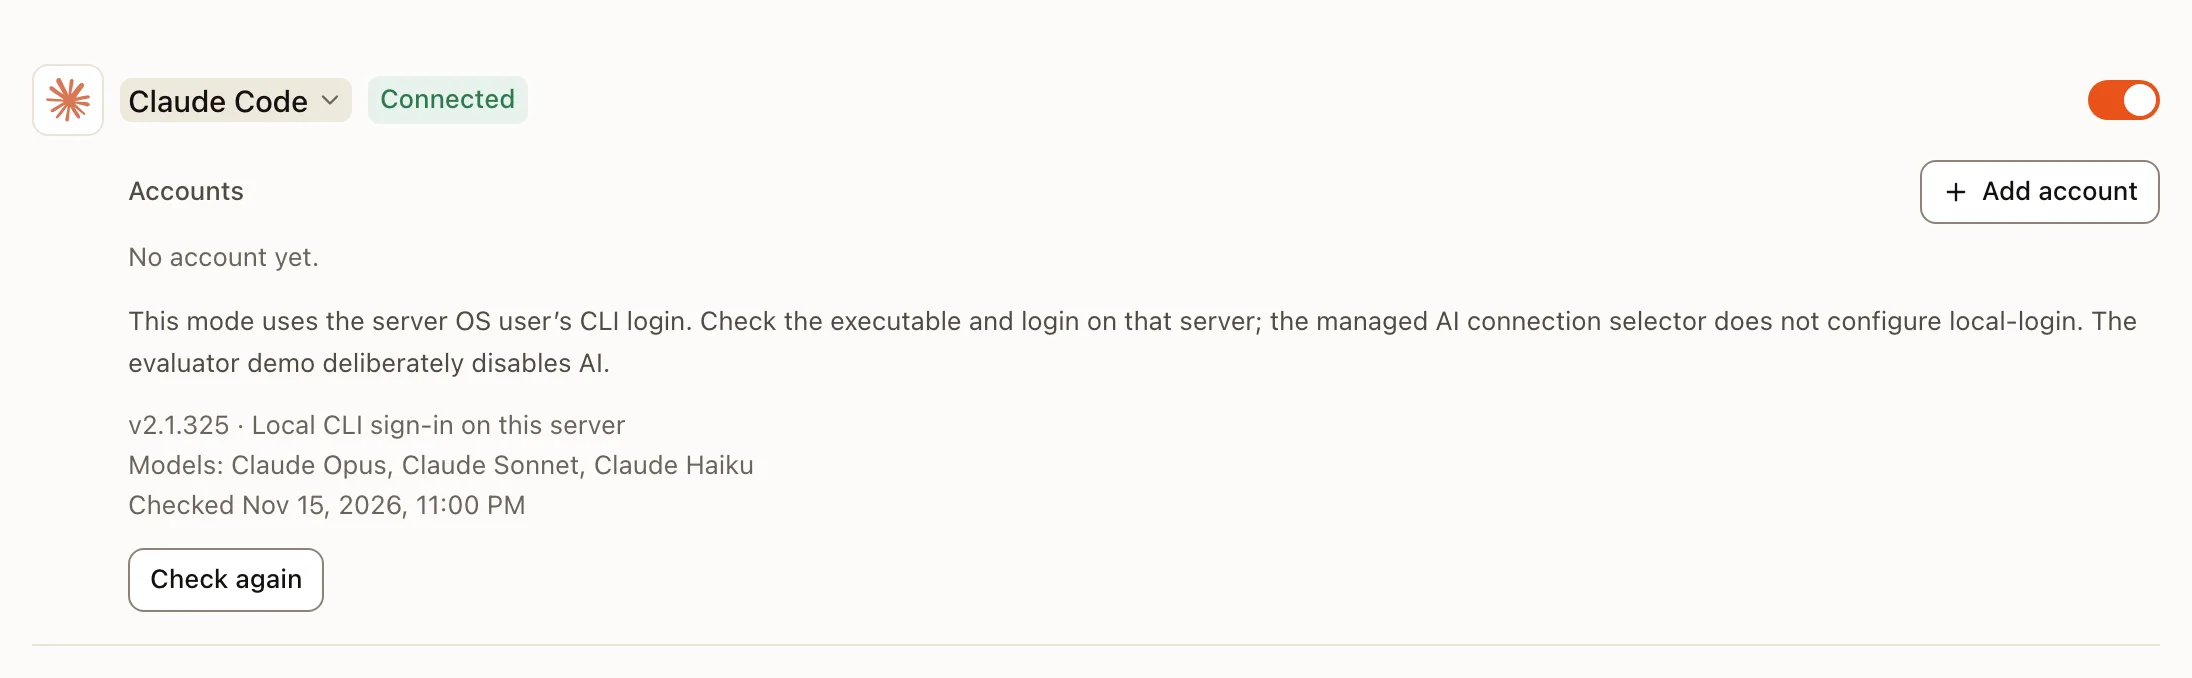 Claude Code
Connected
Accounts
+ Add account
No account yet.
This mode uses the server OS user’s CLI login. Check the executable and login on that server; the managed AI connection selector does not configure local-login. The
evaluator demo deliberately disables AI.
v2.1.325 · Local CLI sign-in on this server
Models: Claude Opus, Claude Sonnet, Claude Haiku
Checked Nov 15, 2026, 11:00 PM
Check again